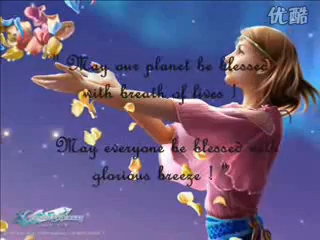 优酷
" May our planet be blessed
with breath of lives !
May everyone be blessed with
glorious breeze ! "